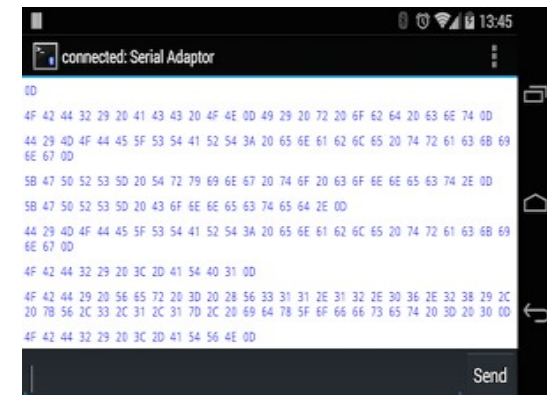 13:45
connected: Serial Adaptor
0D
4F 42 44 32 29 20 41 43 43 20 4F 4E 0D 49 29 20 72 20 6F 62 64 20 63 6E 74 0D
44 29 4D 4F 44 45 5F 53 54 41 52 54 3A 20 65 6E 61 62 6C 65 20 74 72 61 63 6B 69
6E 67 0D
5B 47 50 52 53 5D 20 54 72 79 69 6E 67 20 74 6F 20 63 6F 6E 6E 65 63 74 2E 0D
5B 47 50 52 53 5D 20 43 6F 6E 6E 65 63 74 65 64 2E 0D
44 29 4D 4F 44 45 5F 53 54 41 52 54 3A 20 65 6E 61 62 6C 65 20 74 72 61 63 6B 69
6E 67 0D
4F 42 44 32 29 20 3C 2D 41 54 40 31 0D
4F 42 44 29 20 56 65 72 20 3D 20 28 56 33 31 31 2E 31 32 2E 30 36 2E 32 38 29 2C
20 7B 56 2C 33 2C 31 2C 31 7D 2C 20 69 64 78 5F 6F 66 66 73 65 74 20 3D 20 30 0D
4F 42 44 32 29 20 3C 2D 41 54 56 4E 0D
Send